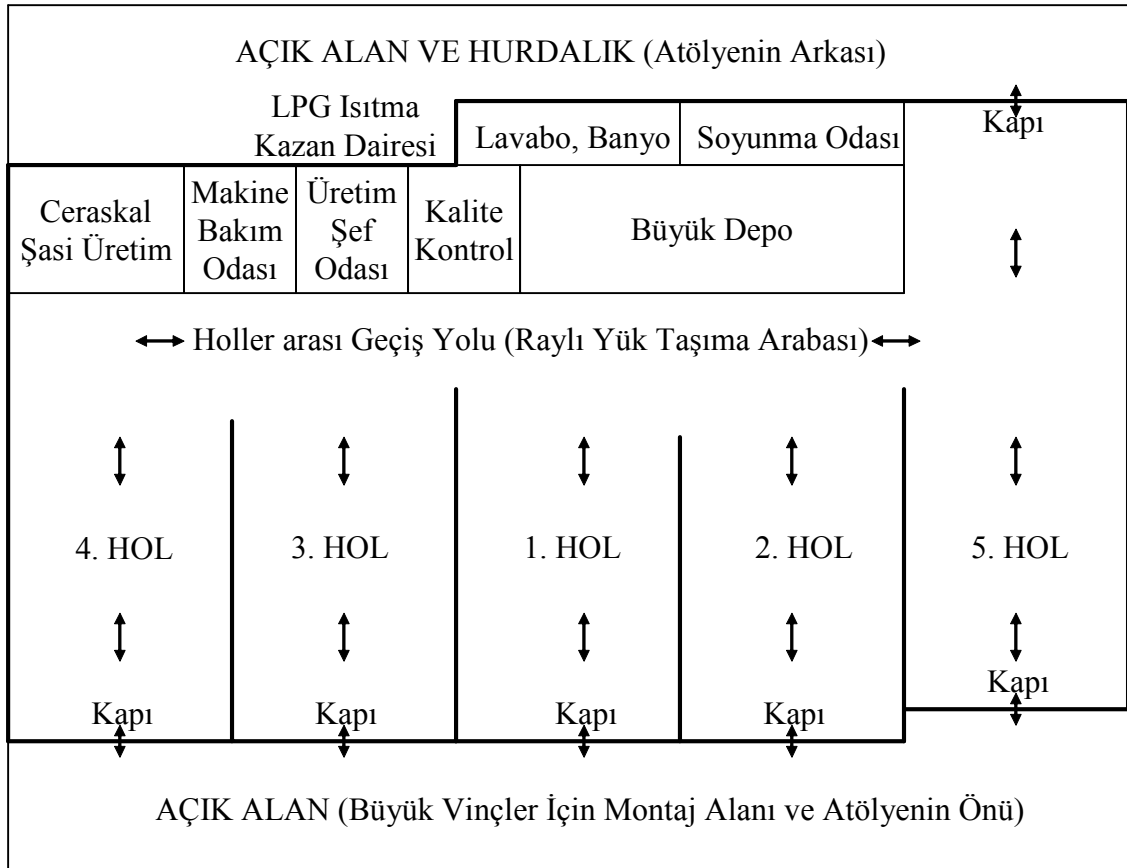 AÇIK ALAN VE HURDALIK (Atölyenin Arkası)
LPG Isıtma
Kazan Dairesi
Lavabo, Banyo
Soyunma Odası
Kapı
Ceraskal
Şasi Üretim
Makine
Bakım
Odası
Üretim
Şef
Odası
Kalite
Kontrol
Büyük Depo
Holler arası Geçiş Yolu (Raylı Yük Taşıma Arabası)
4. HOL
3. HOL
1. HOL
2. HOL
5. HOL
Kapı
Kapı
Kapı
Kapı
Kapı
AÇIK ALAN (Büyük Vinçler İçin Montaj Alanı ve Atölyenin Önü)